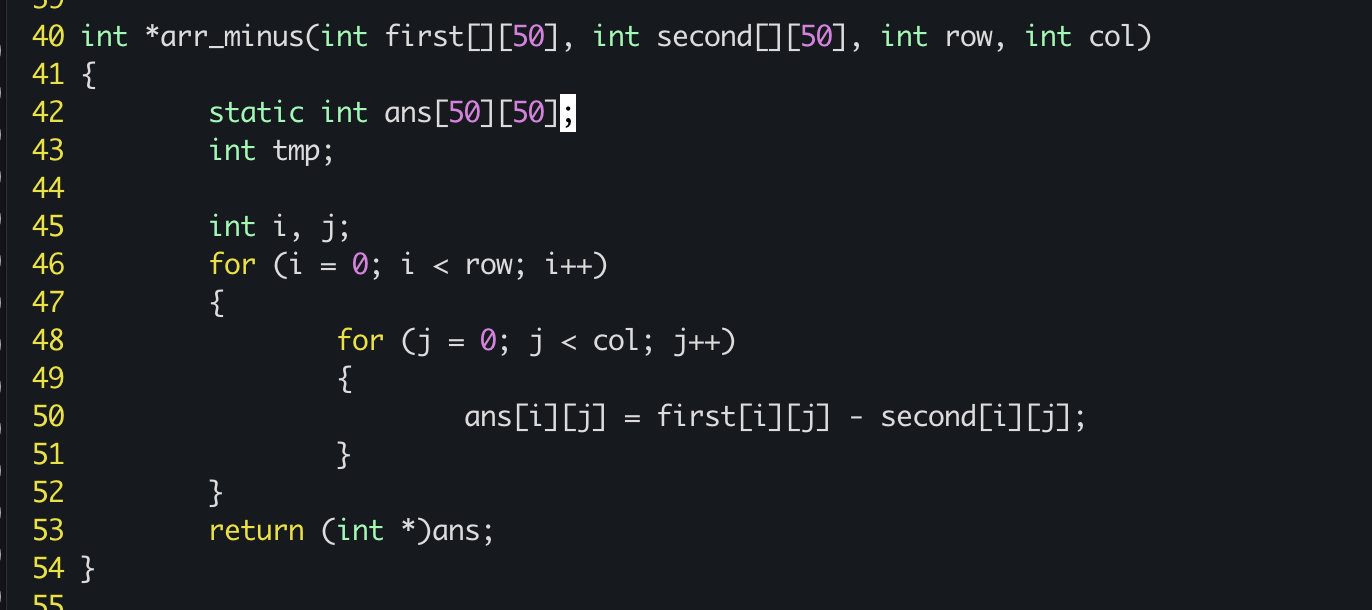 39
40 int *arr_minus(int first[][50], int second[][50], int row, int col)
41 {
42         static int ans[50][50];
43         int tmp;
44
45         int i, j;
46         for (i = 0; i < row; i++)
47         {
48                 for (j = 0; j < col; j++)
49                 {
50                         ans[i][j] = first[i][j] - second[i][j];
51                 }
52         }
53         return (int *)ans;
54 }
55